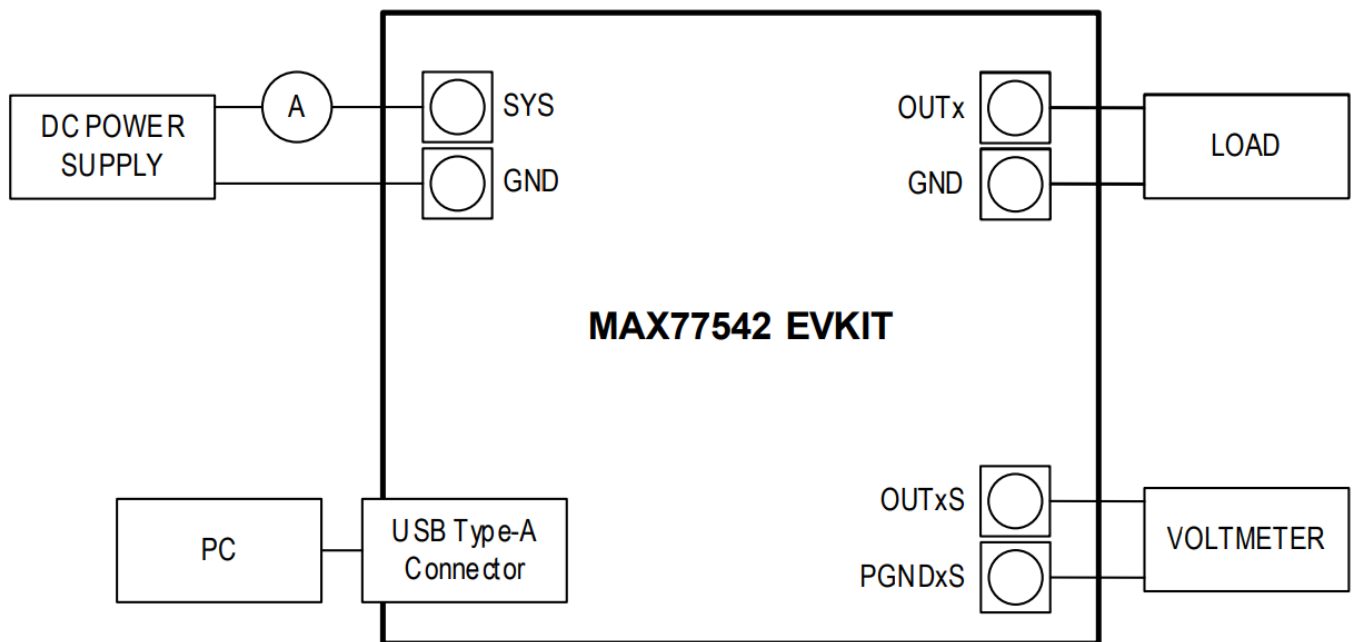 DC POWER
SUPPLY
A
SYS
GND
OUTx
GND
LOAD
MAX77542 EVKIT
PC
USB Type-A
Connector
OUTxS
PGNDxS
VOLTMETER